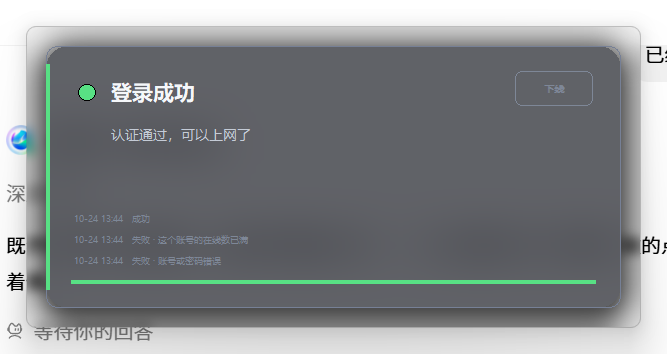 已
登录成功
下线
认证通过，可以上网了
深
10-24 13:44 成功
10-24 13:44 失败 · 这个账号的在线数已满
既
的
10-24 13:44 失败 · 账号或密码错误
着
等待你的回答